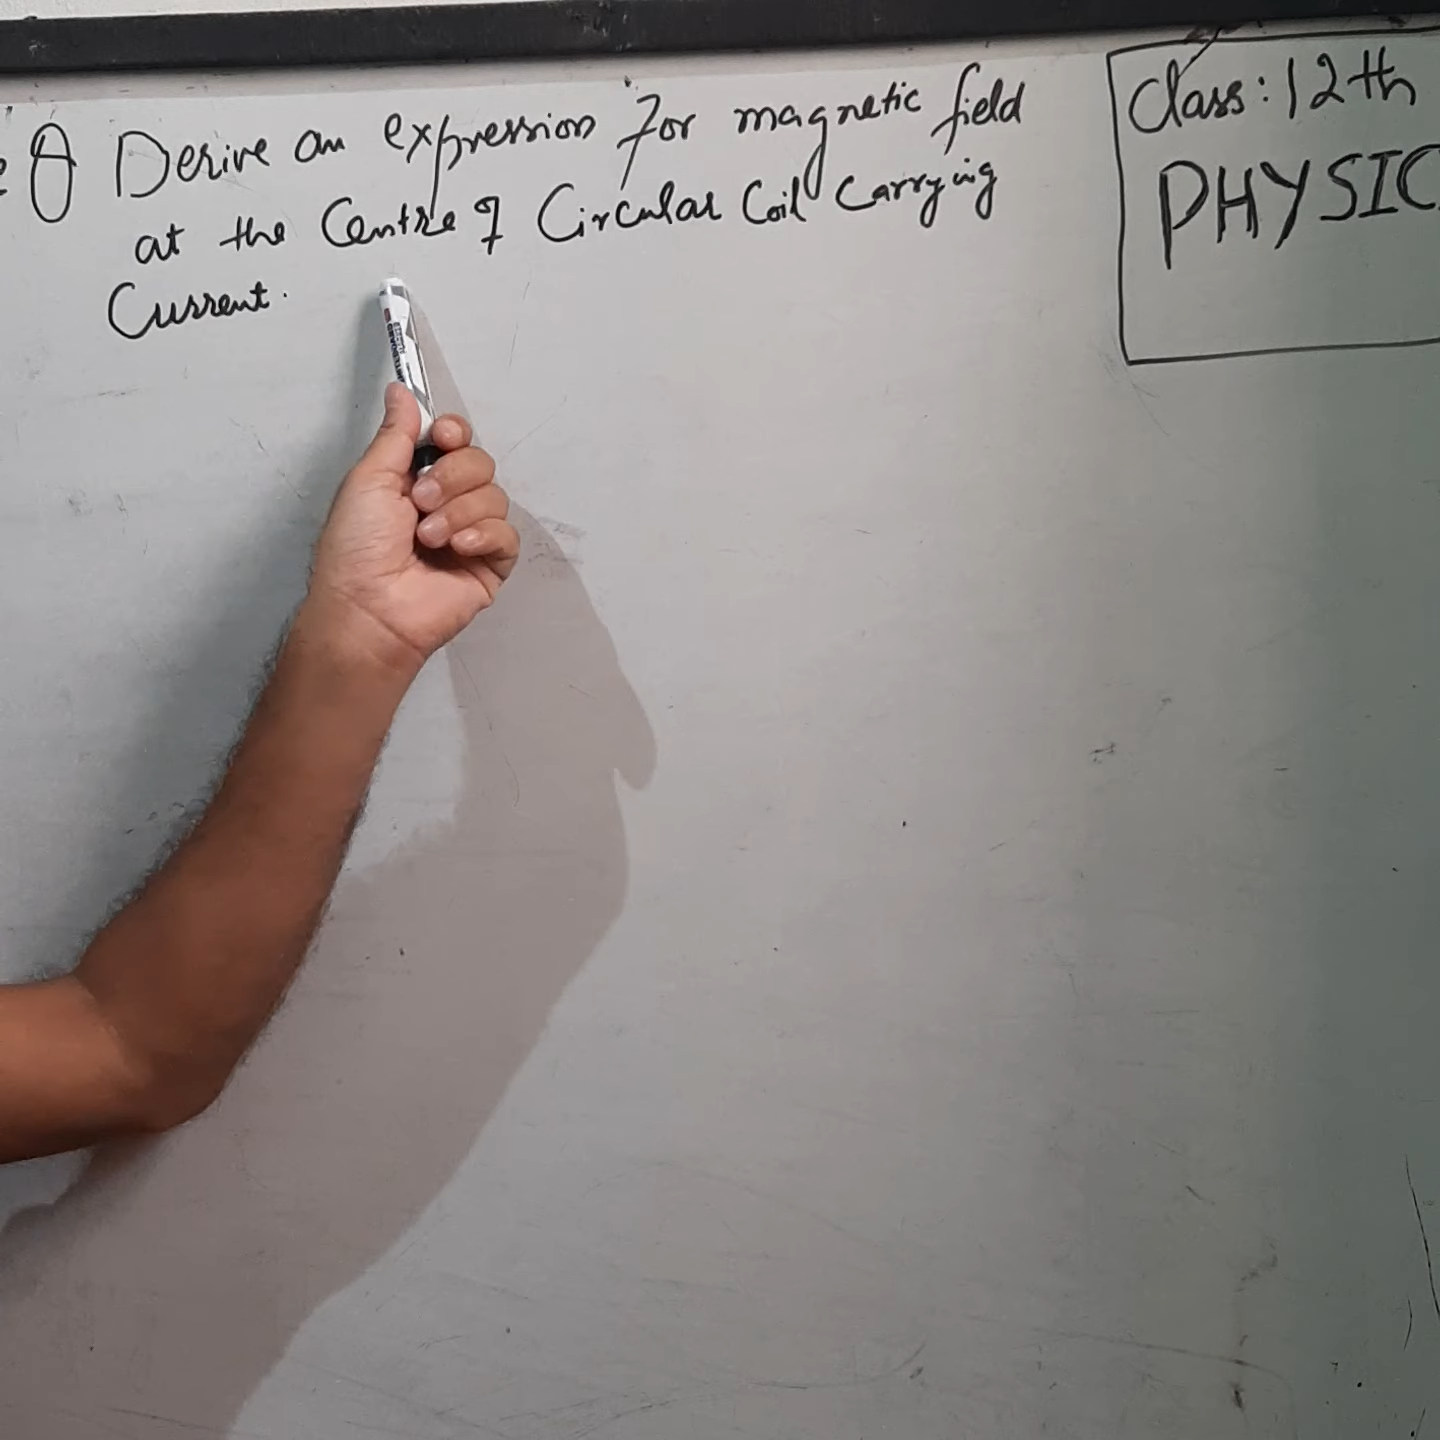 Q Derive an expression for magnetic field
at the Centre of Circular Coil Carrying
Current.
Class: 12th
PHYSIC